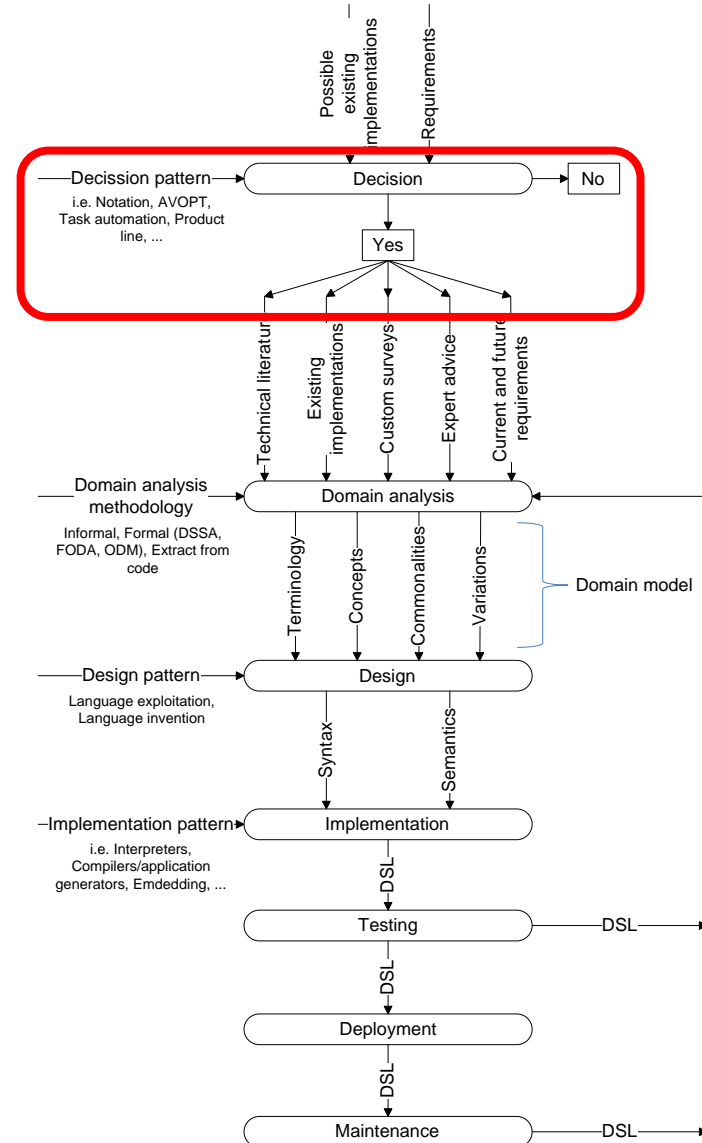 Possible
existing
implementations
Requirements
Decission pattern
i.e. Notation, AVOPT,
Task automation, Product
line, ...
Decision
No
Yes
Technical literature
Existing
implementations
Custom surveys
Expert advice
Current and future
requirements
Domain analysis
methodology
Informal, Formal (DSSA,
FODA, ODM), Extract from
code
Domain analysis
Terminology
Concepts
Commonalities
Variations
Domain model
Design pattern
Language exploitation,
Language invention
Design
Syntax
Semantics
Implementation pattern
i.e. Interpreters,
Compilers/application
generators, Emdedding, ...
Implementation
DSL
Testing
DSL
DSL
Deployment
DSL
Maintenance
DSL